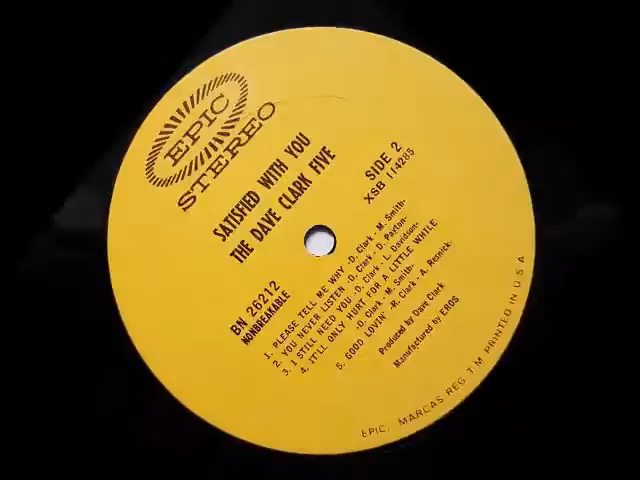 EPIC
STEREO
SATISFIED WITH YOU
THE DAVE CLARK FIVE
SIDE 2
XSB 114285
BN 26212
NONBREAKABLE
1. PLEASE TELL ME WHY -D. Clark - M. Smith-
2. YOU NEVER LISTEN -D. Clark - D. Payton-
3. I STILL NEED YOU -D. Clark - L. Davidson-
4. IT'LL ONLY HURT FOR A LITTLE WHILE
-D. Clark - M. Smith-
5. GOOD LOVIN' -R. Clark - A. Resnick-
Produced by Dave Clark
Manufactured by EROS
EPIC, MARCAS REG T M PRINTED IN U S A